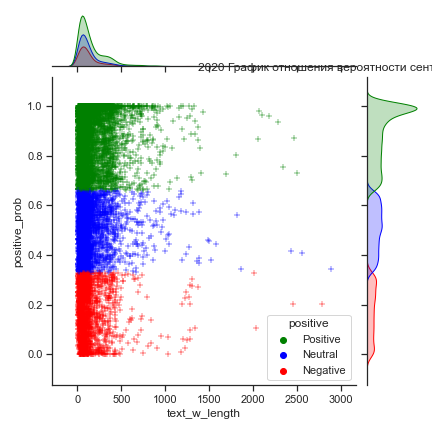 2020 График отношения вероятности сент
1.0
0.8
0.6
0.4
0.2
0.0
positive_prob
0
500
1000
1500
2000
2500
3000
text_w_length
positive
Positive
Neutral
Negative